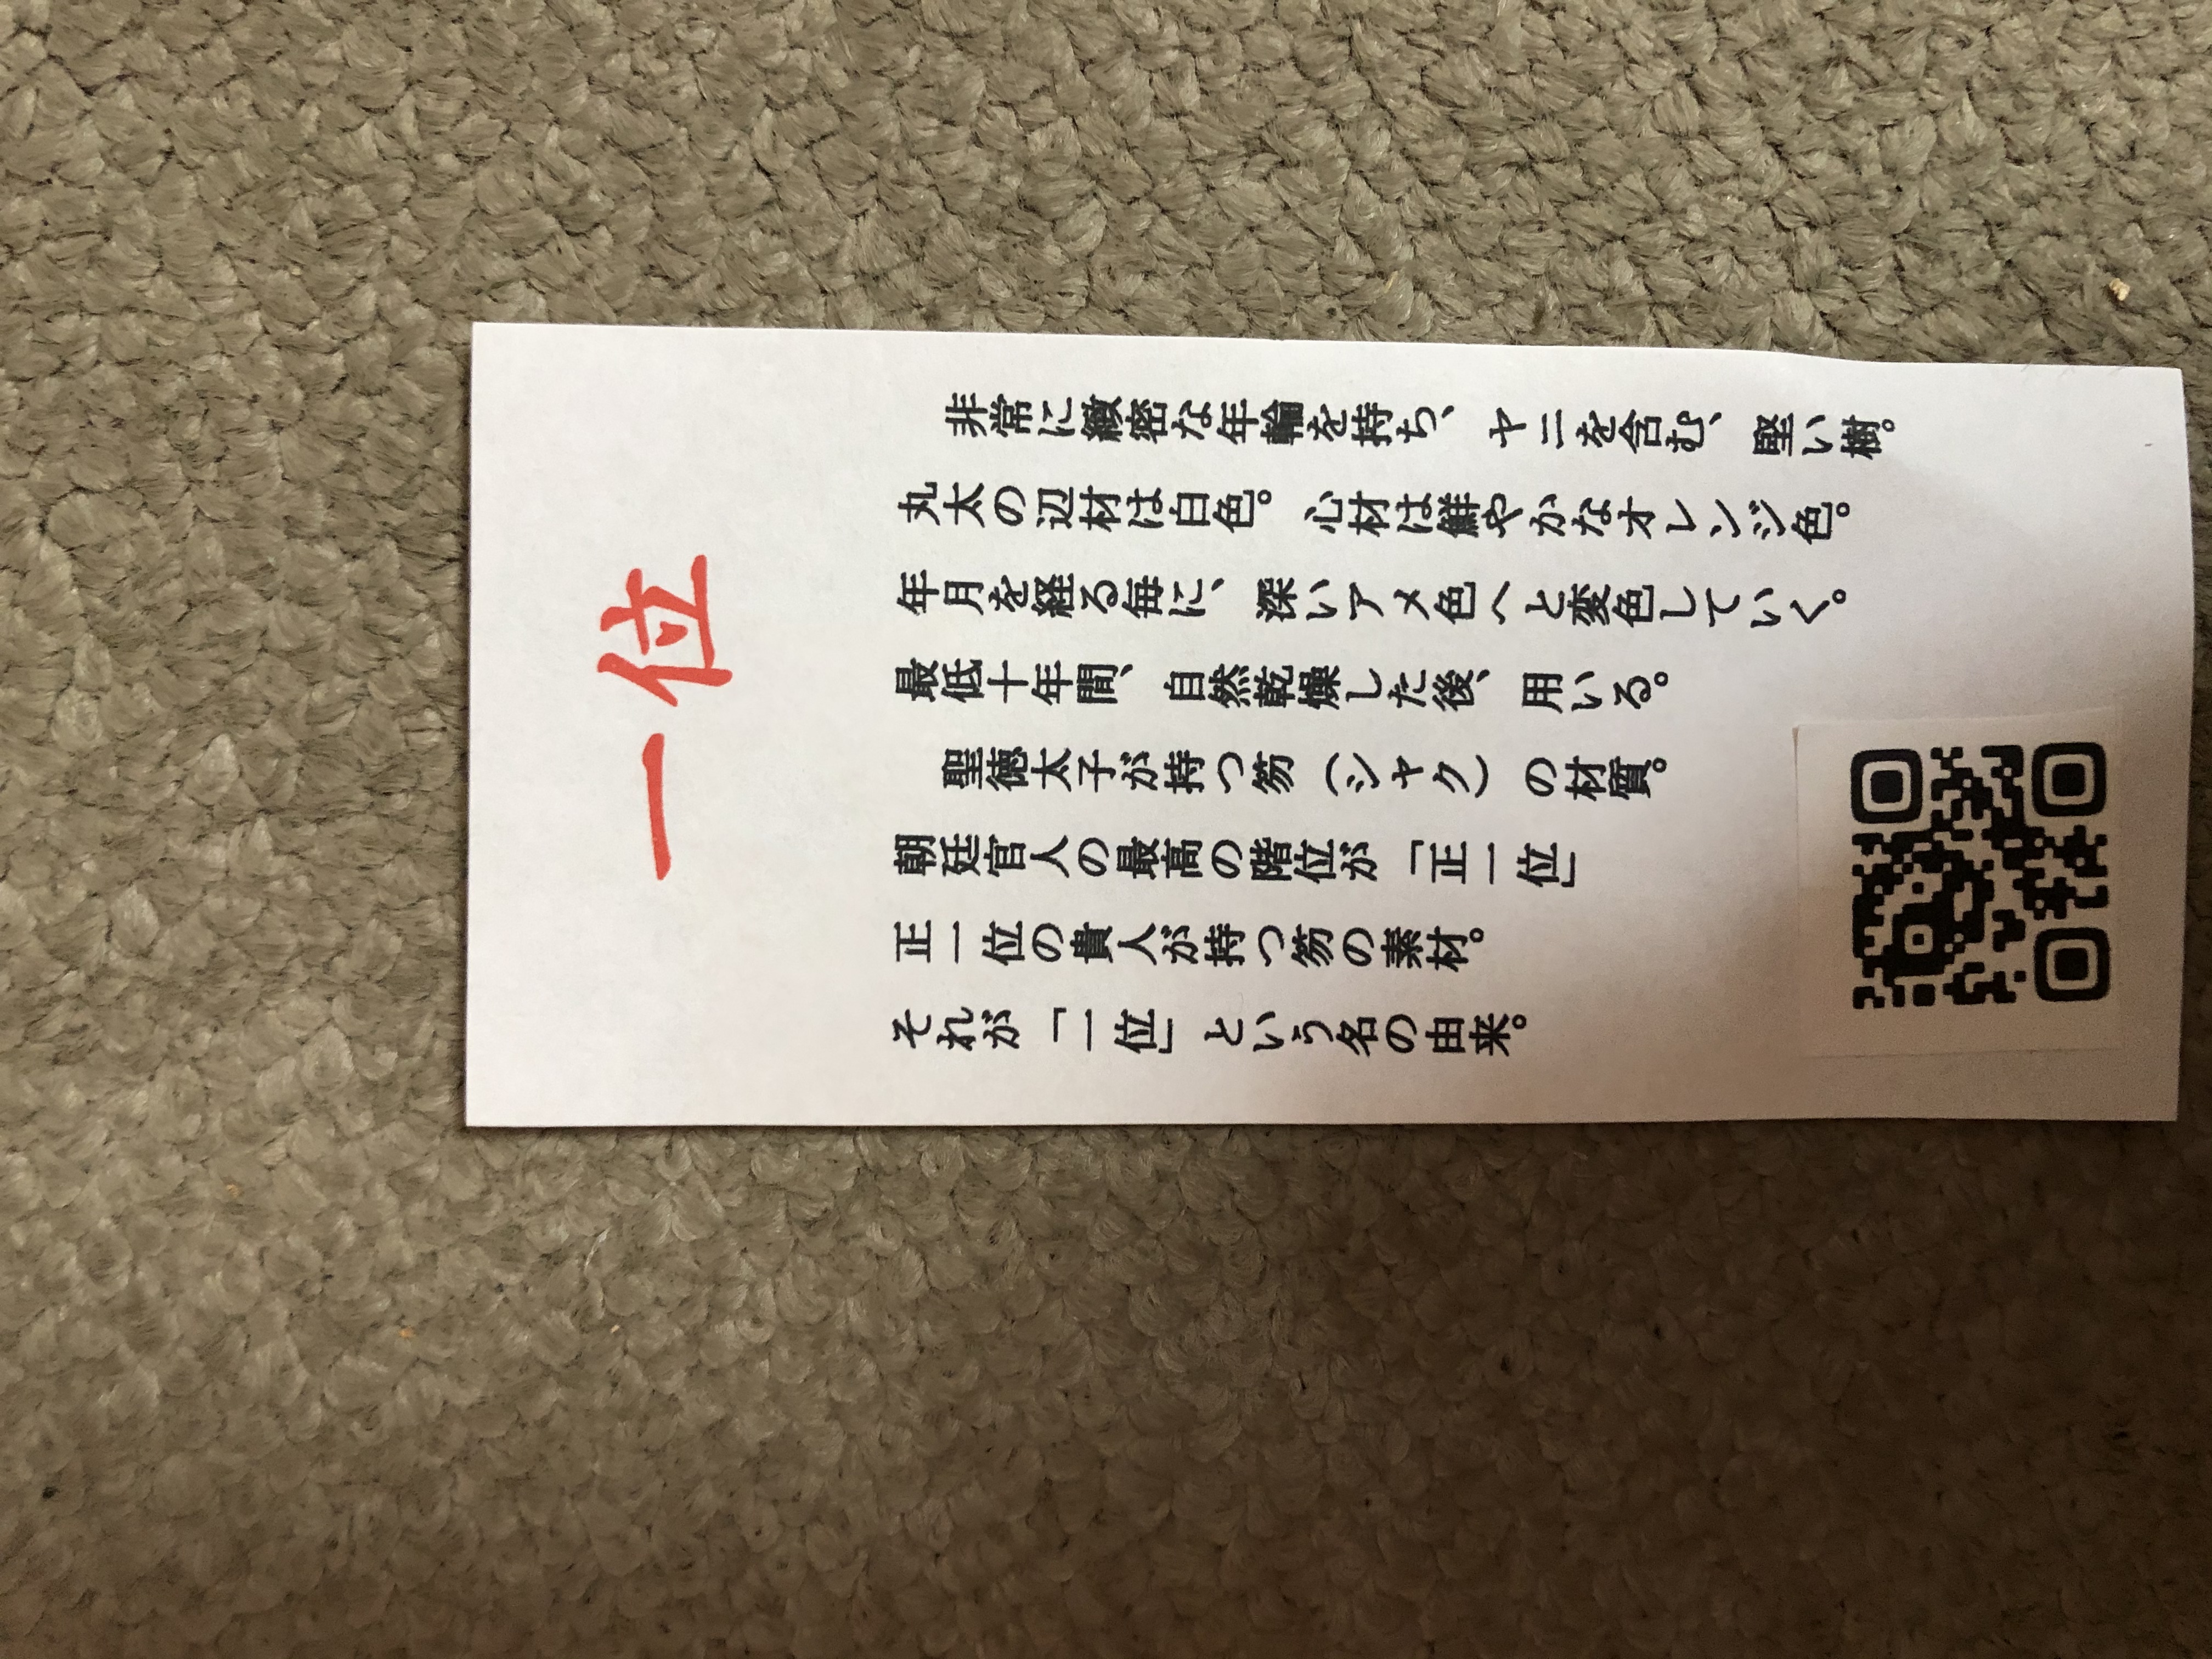 一位
非常に緻密な年輪を持ち、ヤニを含む、堅い樹。
丸太の辺材は白色。心材は鮮やかなオレンジ色。
年月を経る毎に、深いアメ色へと変色していく。
最低十年間、自然乾燥した後、用いる。
聖徳太子が持つ笏（シャク）の材質。
朝廷官人の最高の階位が「正一位」
正一位の貴人が持つ笏の素材。
それが「一位」という名の由来。